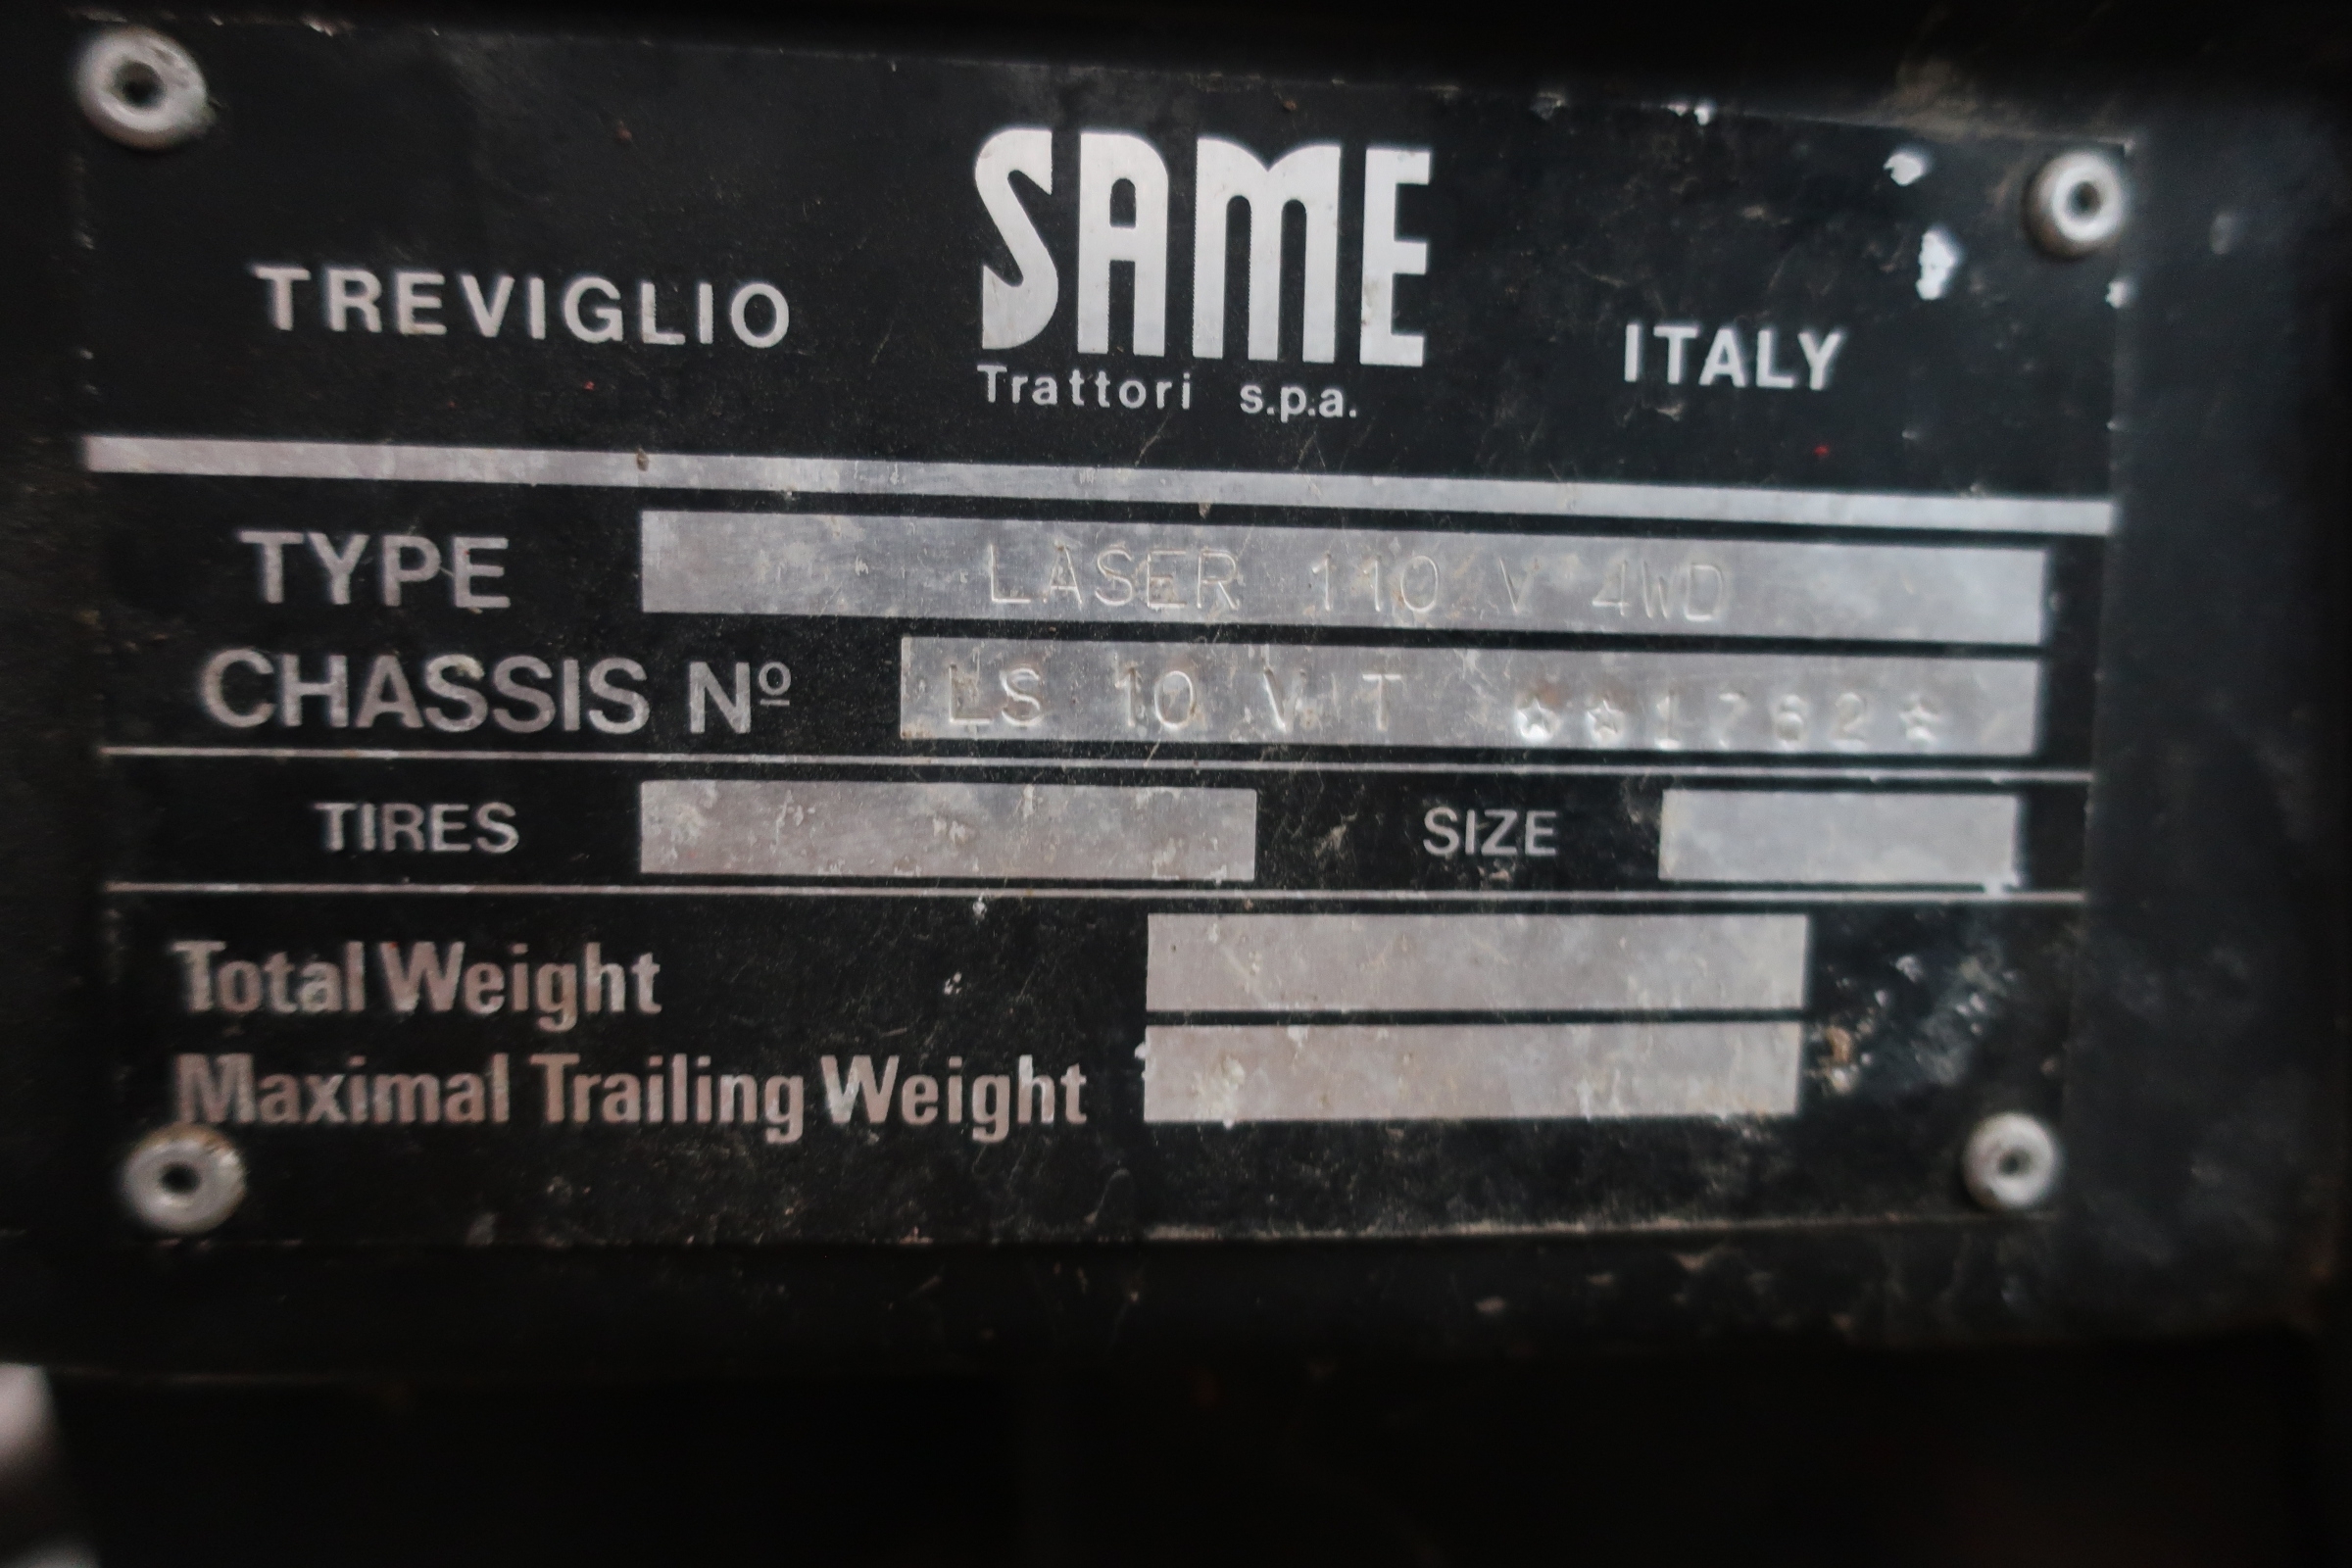 SAME
TREVIGLIO Trattori s.p.a. ITALY
TYPE LASER 110 V 4WD
CHASSIS Nº LS 10 V T ☆☆1762☆
TIRES SIZE
Total Weight
Maximal Trailing Weight